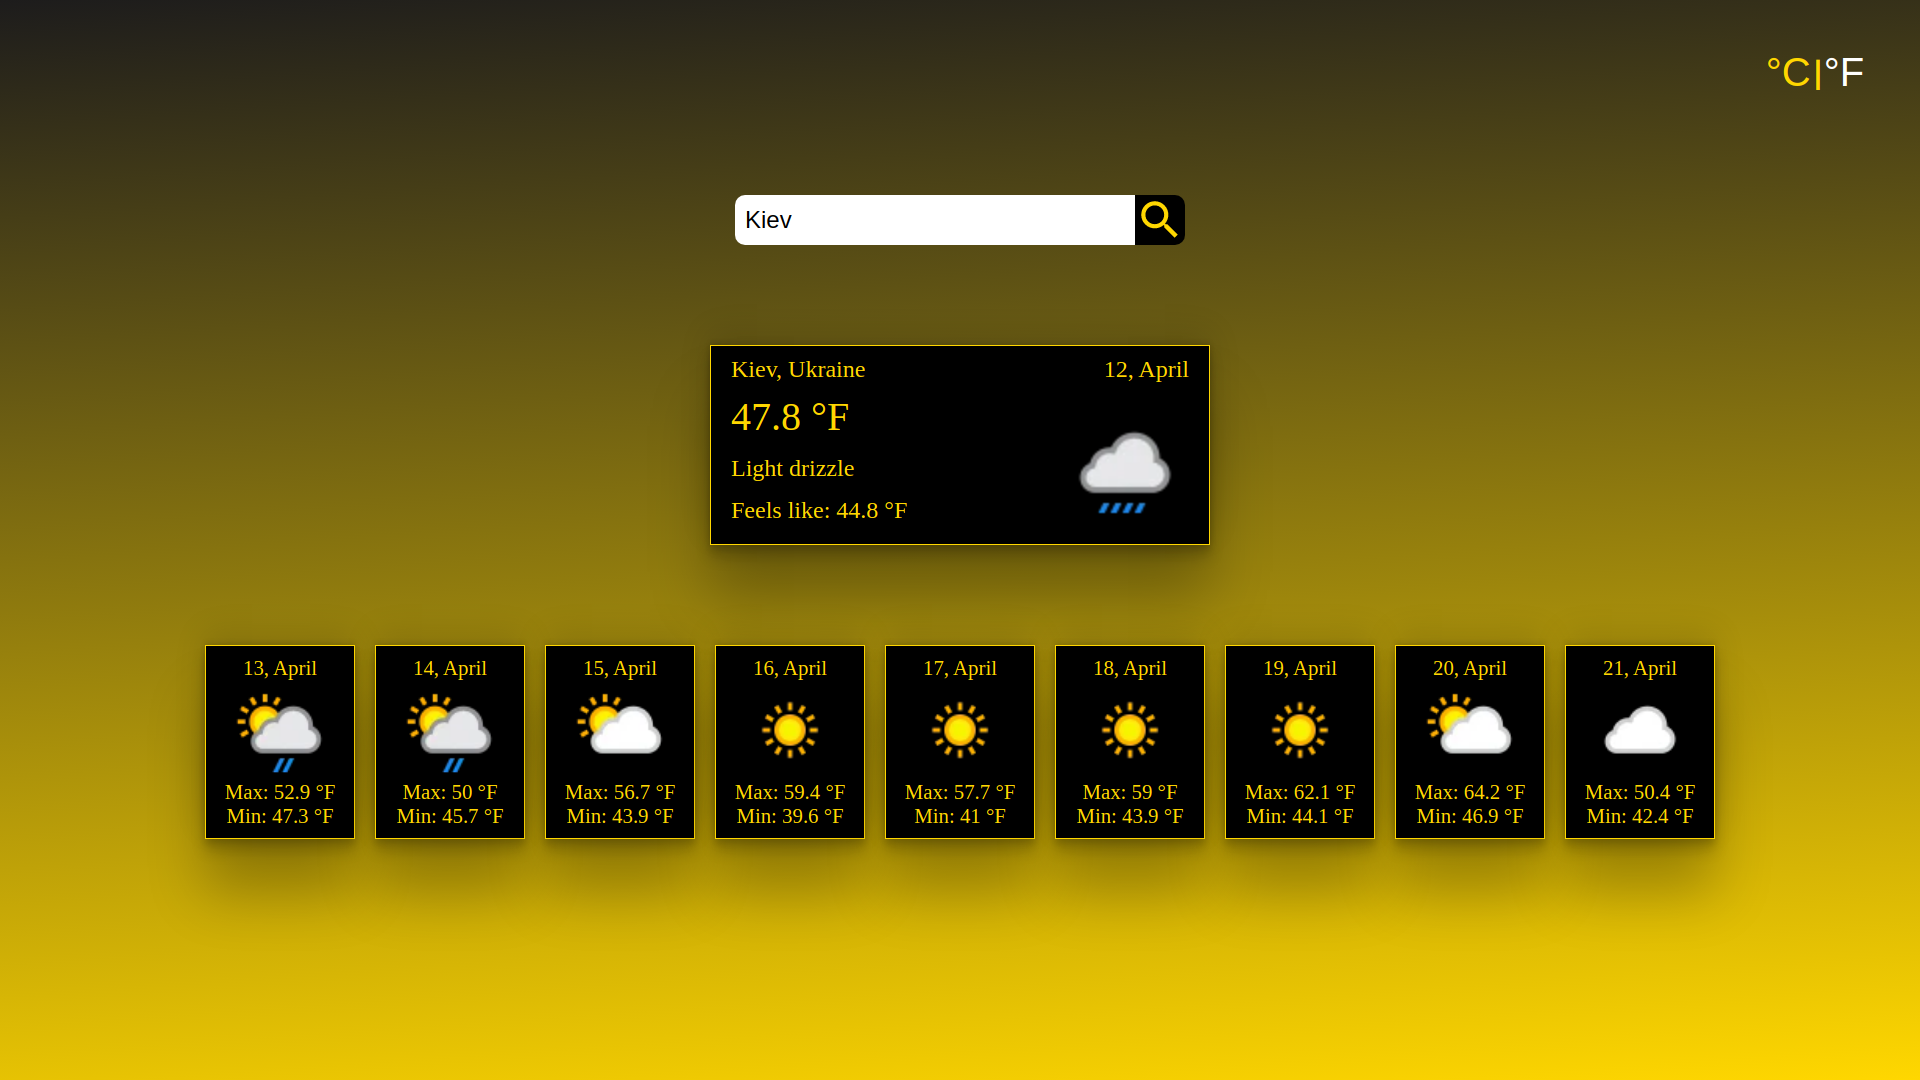 °C|°F
Kiev
Kiev, Ukraine
12, April
47.8 °F
Light drizzle
Feels like: 44.8 °F
13, April
Max: 52.9 °F
Min: 47.3 °F
14, April
Max: 50 °F
Min: 45.7 °F
15, April
Max: 56.7 °F
Min: 43.9 °F
16, April
Max: 59.4 °F
Min: 39.6 °F
17, April
Max: 57.7 °F
Min: 41 °F
18, April
Max: 59 °F
Min: 43.9 °F
19, April
Max: 62.1 °F
Min: 44.1 °F
20, April
Max: 64.2 °F
Min: 46.9 °F
21, April
Max: 50.4 °F
Min: 42.4 °F